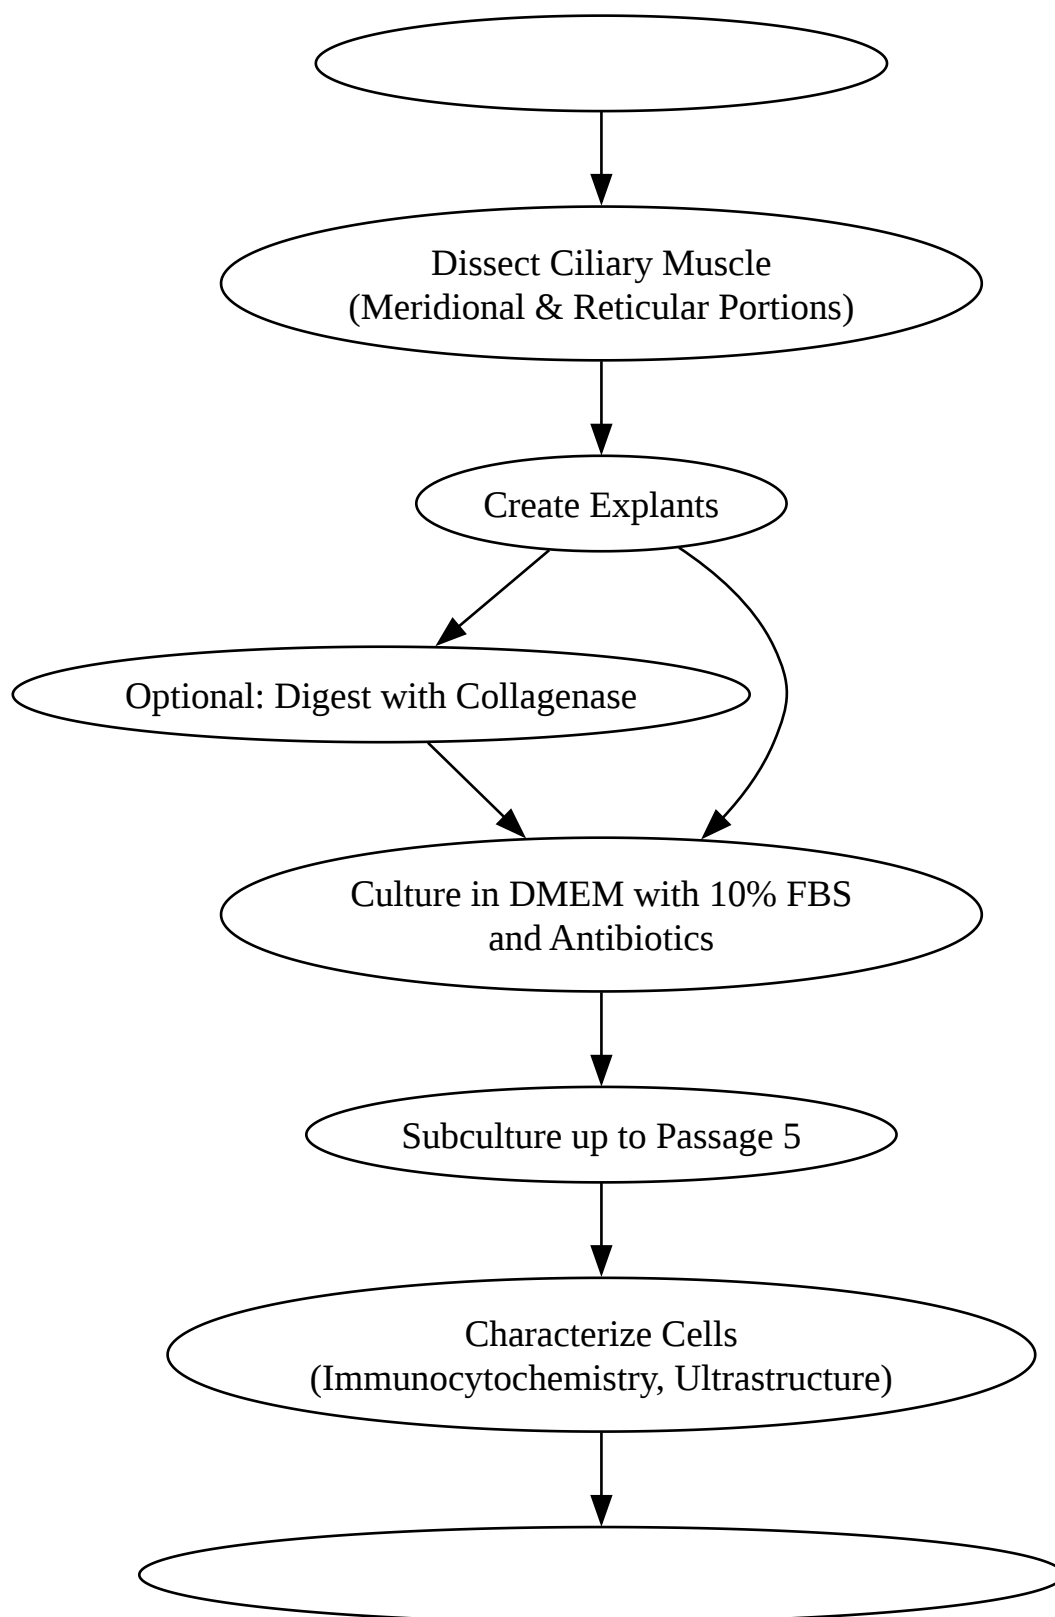 Dissect Ciliary Muscle
(Meridional & Reticular Portions)
Create Explants
Optional: Digest with Collagenase
Culture in DMEM with 10% FBS
and Antibiotics
Subculture up to Passage 5
Characterize Cells
(Immunocytochemistry, Ultrastructure)